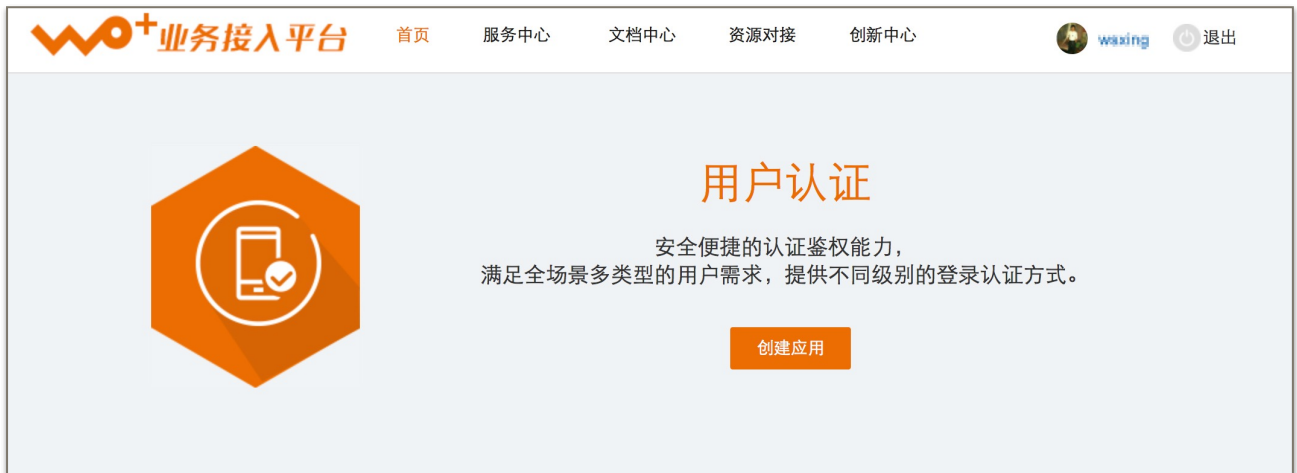 wo+业务接入平台
首页
服务中心
文档中心
资源对接
创新中心
退出
用户认证
安全便捷的认证鉴权能力，
满足全场景多类型的用户需求，提供不同级别的登录认证方式。
创建应用